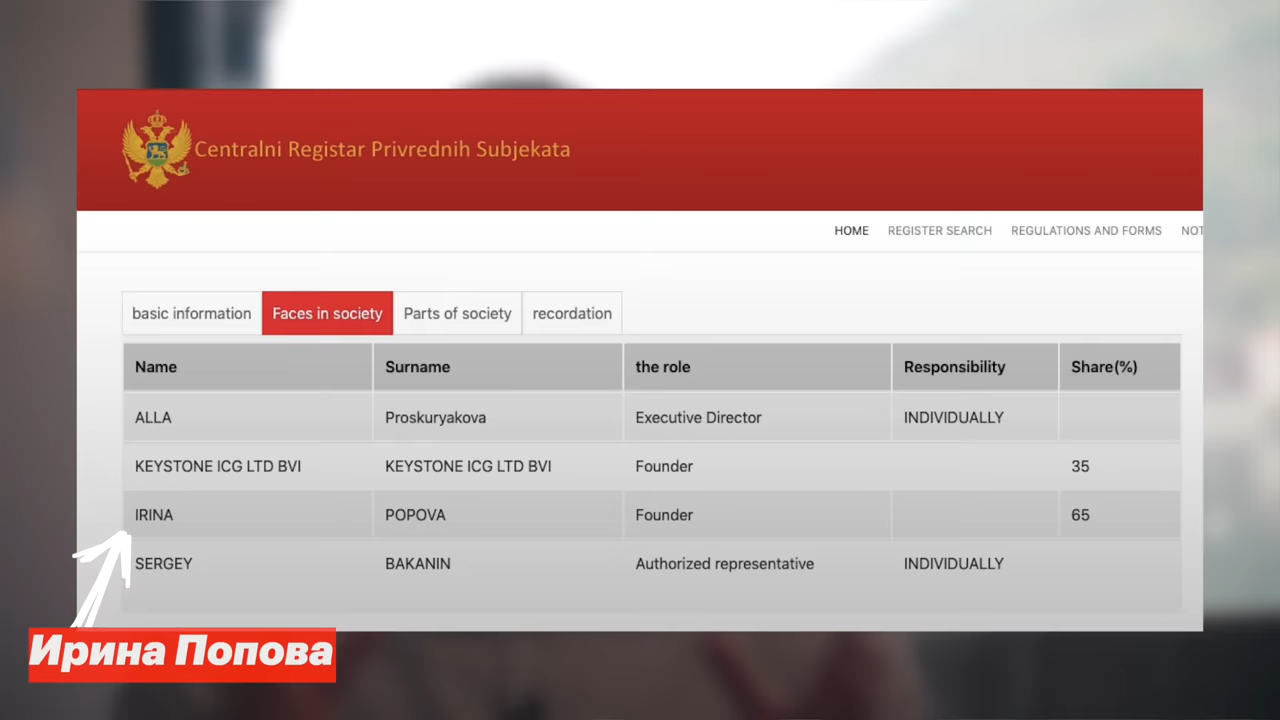 Centralni Registar Privrednih Subjekata
HOME REGISTER SEARCH REGULATIONS AND FORMS NOT
basic information Faces in society Parts of society recordation
Name Surname the role Responsibility Share(%)
ALLA Proskuryakova Executive Director INDIVIDUALLY
KEYSTONE ICG LTD BVI KEYSTONE ICG LTD BVI Founder 35
IRINA POPOVA Founder 65
SERGEY BAKANIN Authorized representative INDIVIDUALLY
Ирина Попова